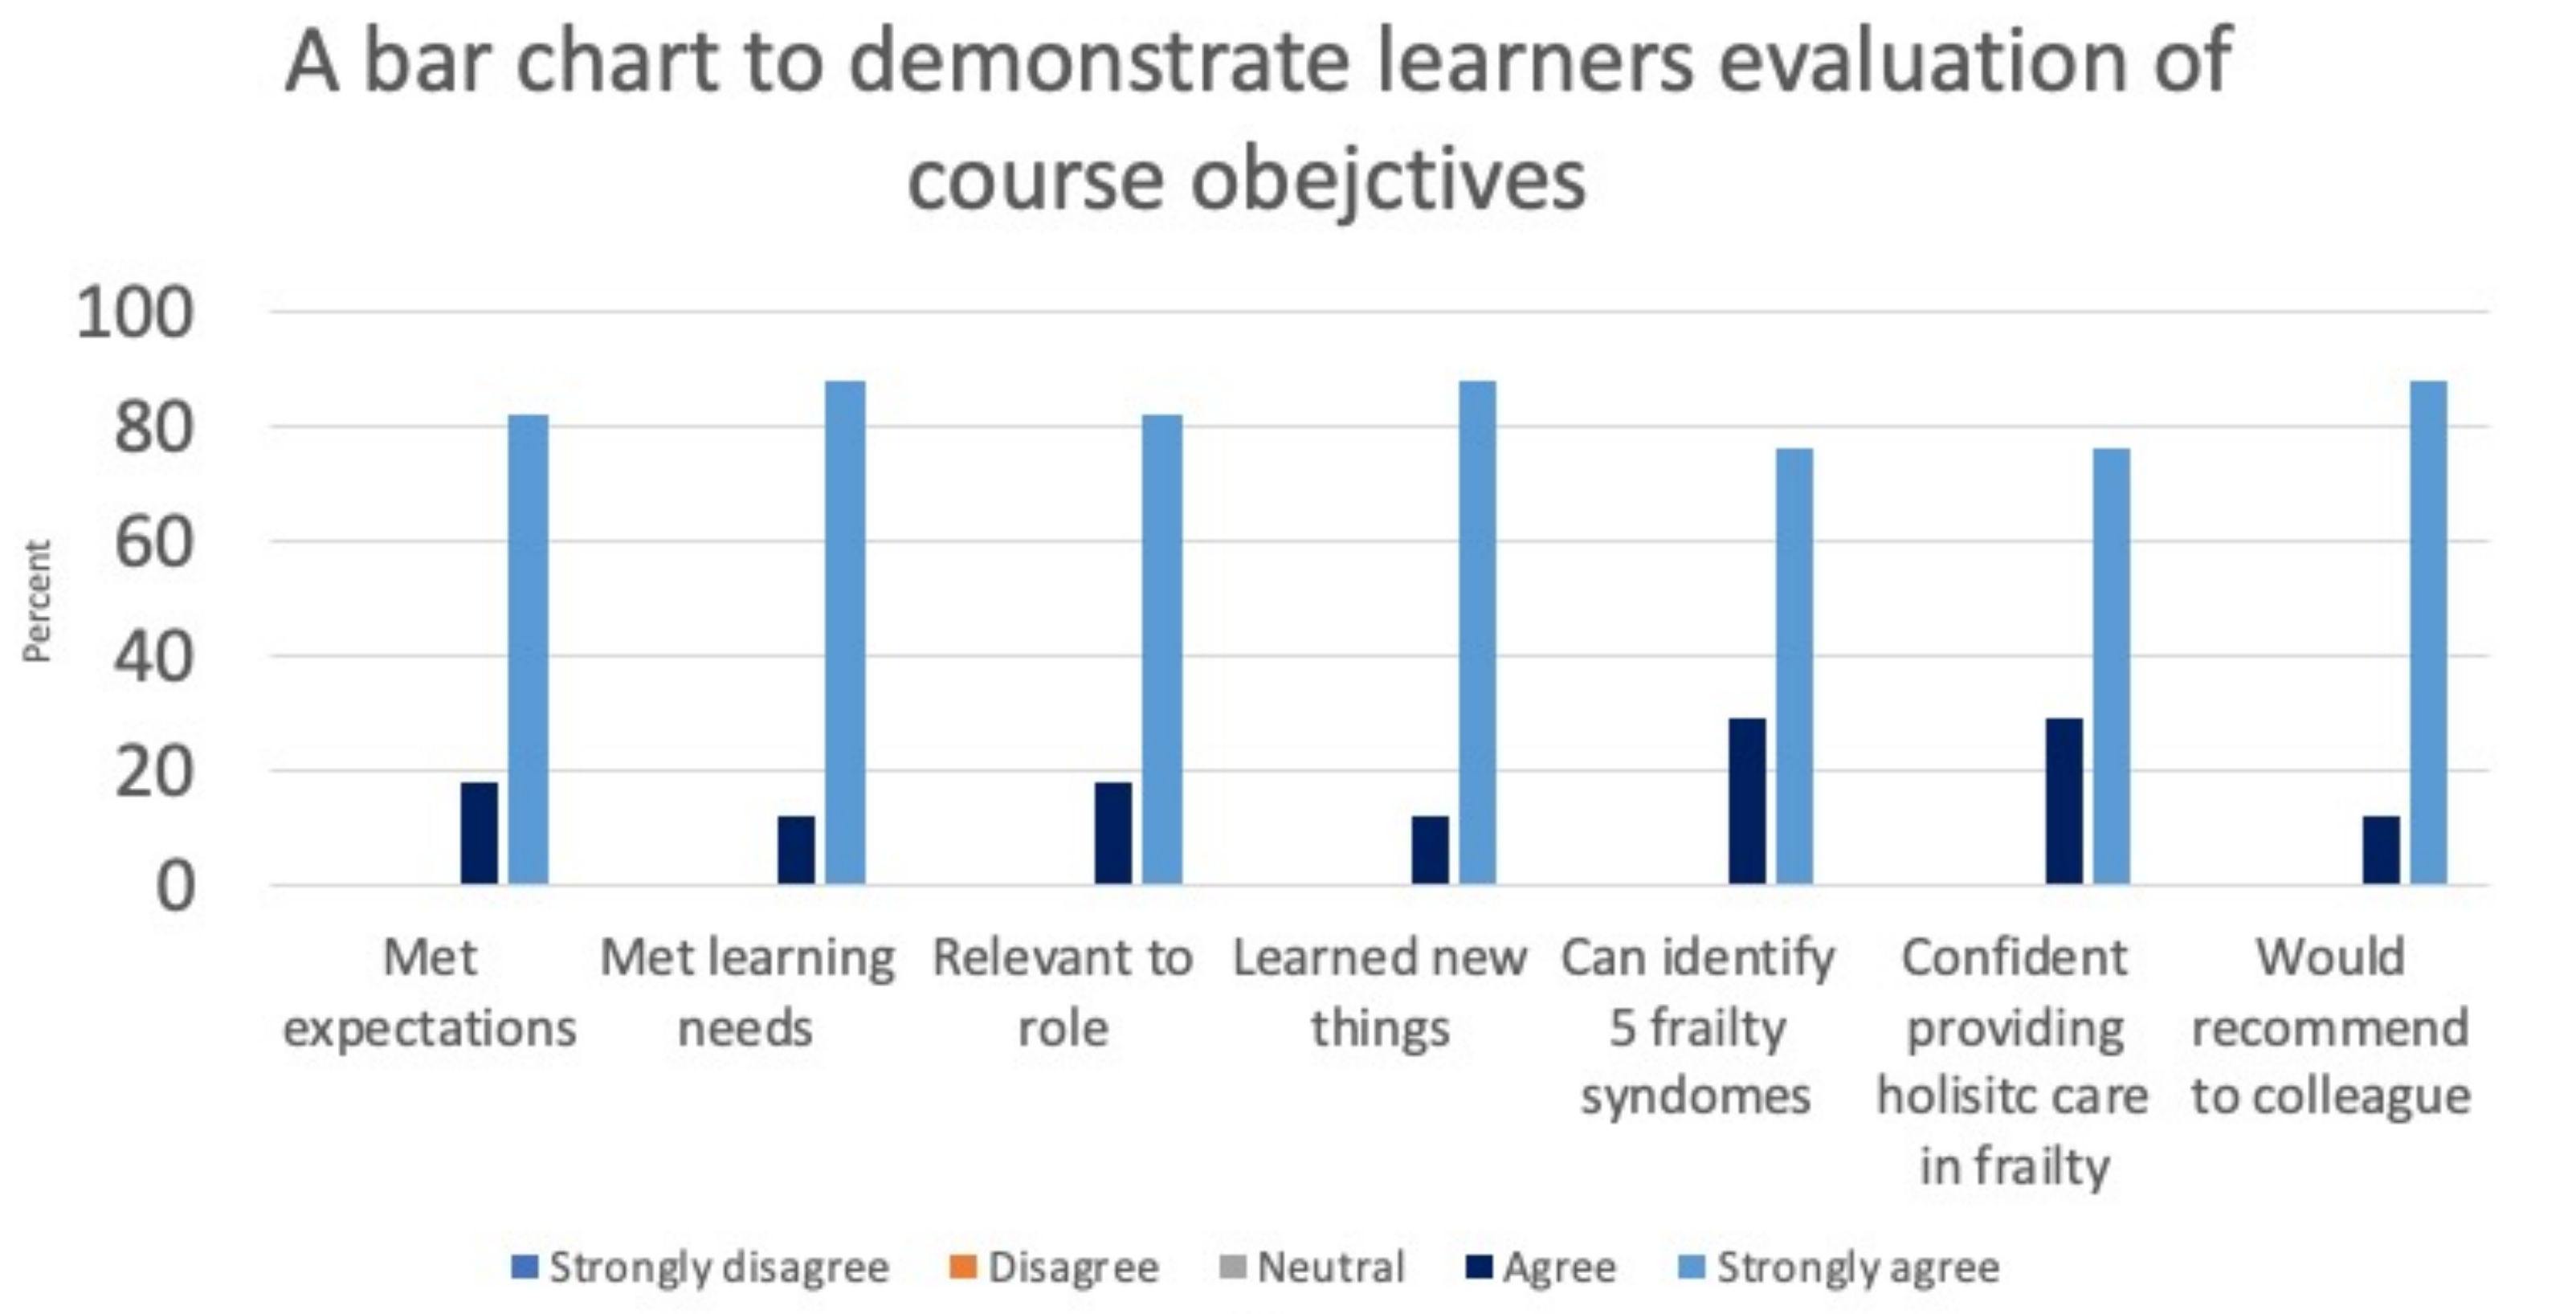 A bar chart to demonstrate learners evaluation of
course obejctives
100
80
60
40
20
0
Percent
Met
expectations
Met learning
needs
Relevant to
role
Learned new
things
Can identify
5 frailty
syndomes
Confident
providing
holisitc care
in frailty
Would
recommend
to colleague
Strongly disagree
Disagree
Neutral
Agree
Strongly agree